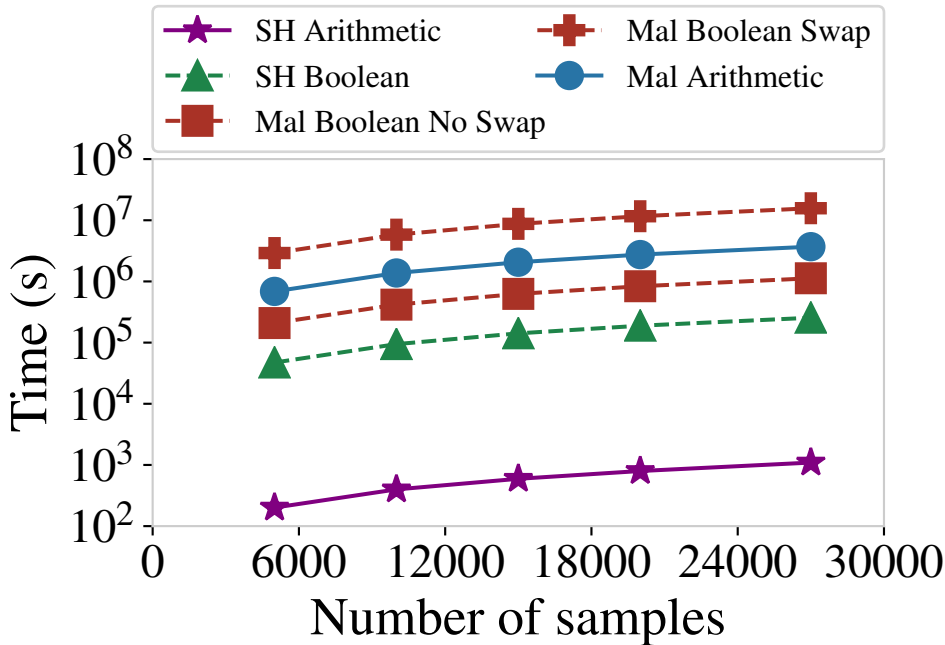 SH Arithmetic
SH Boolean
Mal Boolean No Swap
Mal Boolean Swap
Mal Arithmetic
10^8
10^7
10^6
10^5
10^4
10^3
10^2
Time (s)
0 6000 12000 18000 24000 30000
Number of samples